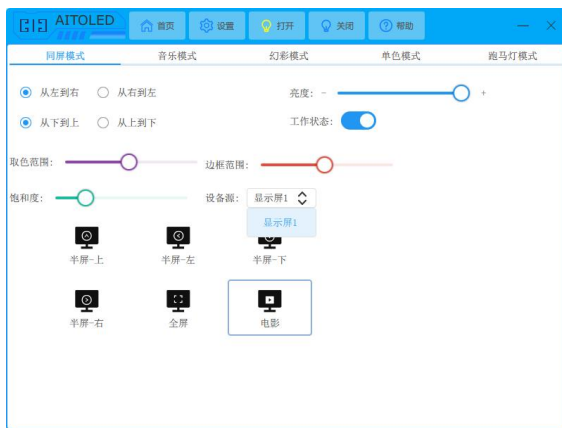 AITOLED 首页 设置 打开 关闭 帮助
同屏模式 音乐模式 幻彩模式 单色模式 跑马灯模式
从左到右 从右到左 亮度: - +
从下到上 从上到下 工作状态:
取色范围: 边框范围:
饱和度: 设备源: 显示屏1
显示屏1
半屏-上 半屏-左 半屏-下
半屏-右 全屏 电影